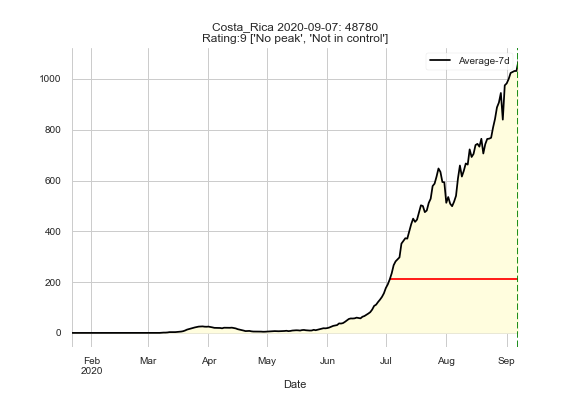 Costa_Rica 2020-09-07: 48780
Rating:9 ['No peak', 'Not in control']
Average-7d
1000
800
600
400
200
0
Feb Mar Apr May Jun Jul Aug Sep
2020
Date